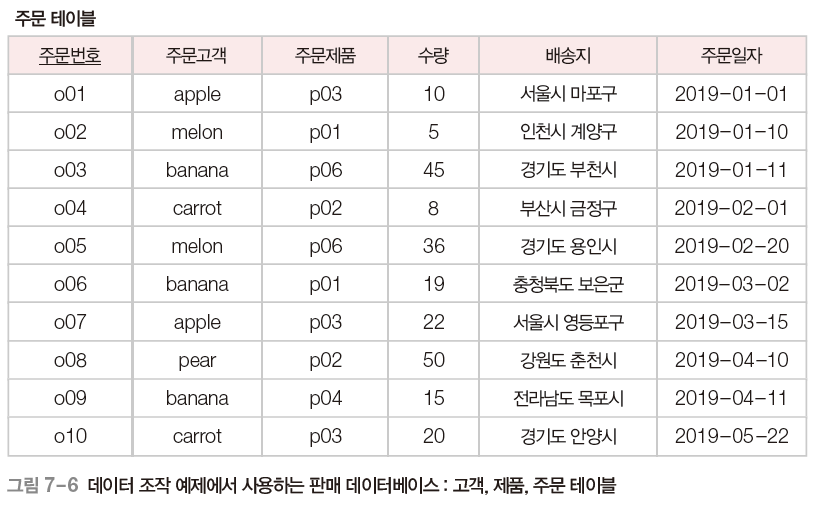 주문 테이블
주문번호 주문고객 주문제품 수량 배송지 주문일자
o01 apple p03 10 서울시 마포구 2019-01-01
o02 melon p01 5 인천시 계양구 2019-01-10
o03 banana p06 45 경기도 부천시 2019-01-11
o04 carrot p02 8 부산시 금정구 2019-02-01
o05 melon p06 36 경기도 용인시 2019-02-20
o06 banana p01 19 충청북도 보은군 2019-03-02
o07 apple p03 22 서울시 영등포구 2019-03-15
o08 pear p02 50 강원도 춘천시 2019-04-10
o09 banana p04 15 전라남도 목포시 2019-04-11
o10 carrot p03 20 경기도 안양시 2019-05-22
그림 7-6 데이터 조작 예제에서 사용하는 판매 데이터베이스 : 고객, 제품, 주문 테이블